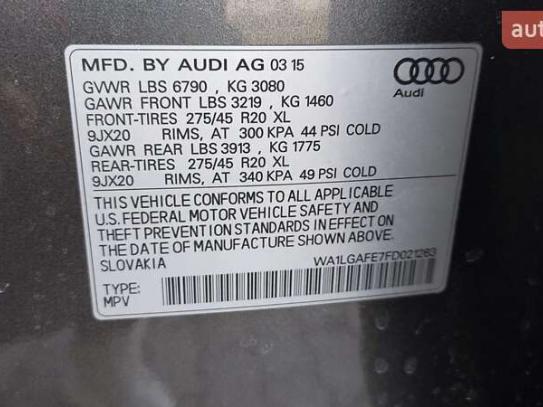 MFD. BY AUDI AG 03 15
GVWR LBS 6790 , KG 3080
GAWR FRONT LBS 3219 , KG 1460
FRONT-TIRES 275/45 R20 XL
9JX20 RIMS, AT 300 KPA 44 PSI COLD
GAWR REAR LBS 3913 , KG 1775
REAR-TIRES 275/45 R20 XL
9JX20 RIMS, AT 340 KPA 49 PSI COLD
THIS VEHICLE CONFORMS TO ALL APPLICABLE
U.S. FEDERAL MOTOR VEHICLE SAFETY AND
THEFT PREVENTION STANDARDS IN EFFECT ON
THE DATE OF MANUFACTURE SHOWN ABOVE
SLOVAKIA WA1LGAFE7FD021263
TYPE:
MPV
Audi
aut